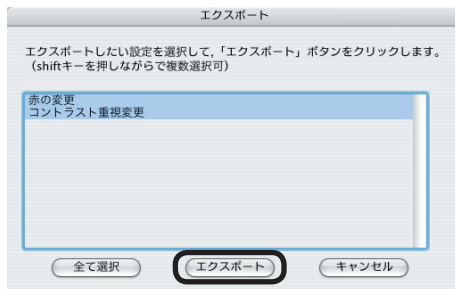 エクスポート
エクスポートしたい設定を選択して,「エクスポート」ボタンをクリックします。
(shiftキーを押しながらで複数選択可)
赤の変更
コントラスト重視変更
全て選択 エクスポート キャンセル